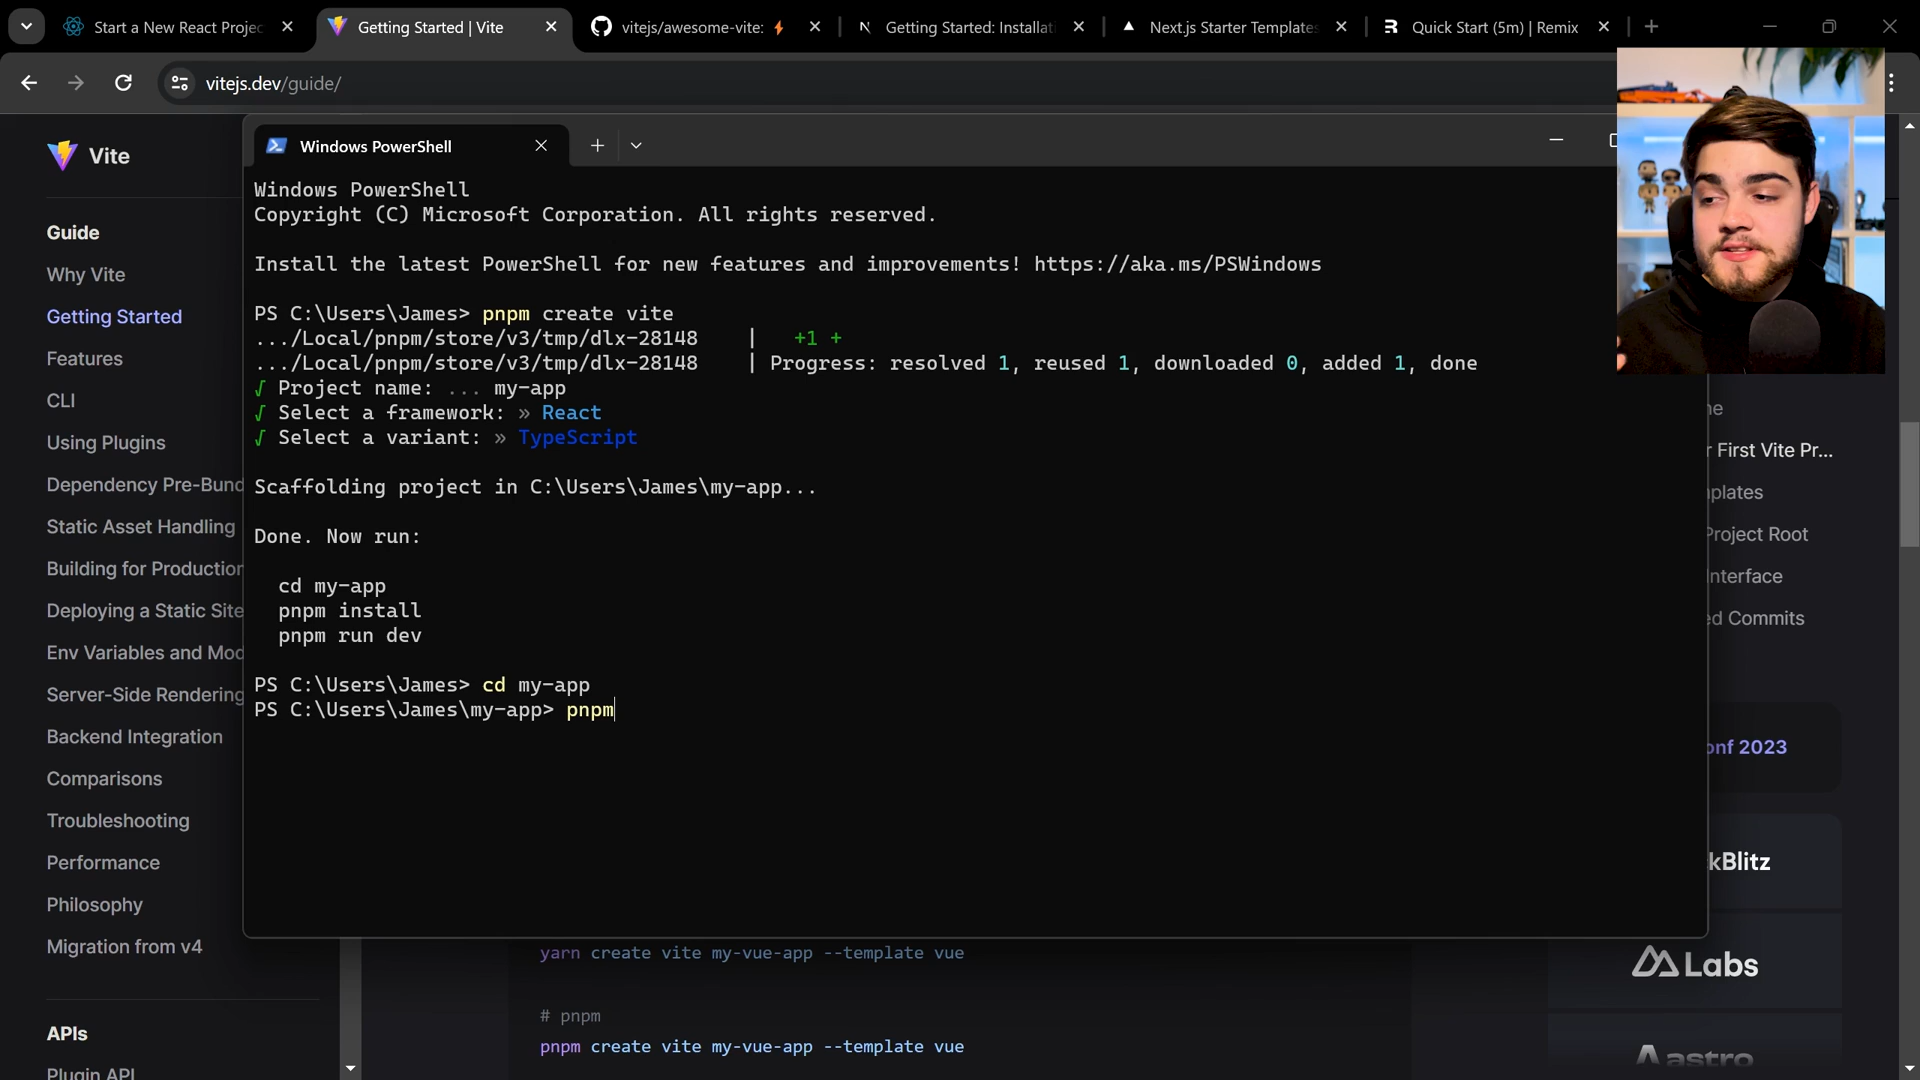 Start a New React Projec
Getting Started | Vite
vitejs/awesome-vite:
Getting Started: Installat
Next.js Starter Templates
Quick Start (5m) | Remix
vitejs.dev/guide/
Vite
Guide
Why Vite
Getting Started
Features
CLI
Using Plugins
Dependency Pre-Bund
Static Asset Handling
Building for Production
Deploying a Static Site
Env Variables and Mod
Server-Side Rendering
Backend Integration
Comparisons
Troubleshooting
Performance
Philosophy
Migration from v4
APIs
Plugin API
Windows PowerShell
Windows PowerShell
Copyright (C) Microsoft Corporation. All rights reserved.
Install the latest PowerShell for new features and improvements! https://aka.ms/PSWindows
PS C:\Users\James> pnpm create vite
.../Local/pnpm/store/v3/tmp/dlx-28148 | +1 +
.../Local/pnpm/store/v3/tmp/dlx-28148 | Progress: resolved 1, reused 1, downloaded 0, added 1, done
√ Project name: ... my-app
√ Select a framework: » React
√ Select a variant: » TypeScript
Scaffolding project in C:\Users\James\my-app...
Done. Now run:
cd my-app
pnpm install
pnpm run dev
PS C:\Users\James> cd my-app
PS C:\Users\James\my-app> pnpm
yarn create vite my-vue-app --template vue
# pnpm
pnpm create vite my-vue-app --template vue
First Vite Pr...
plates
Project Root
nterface
ed Commits
onf 2023
kBlitz
Labs
astro